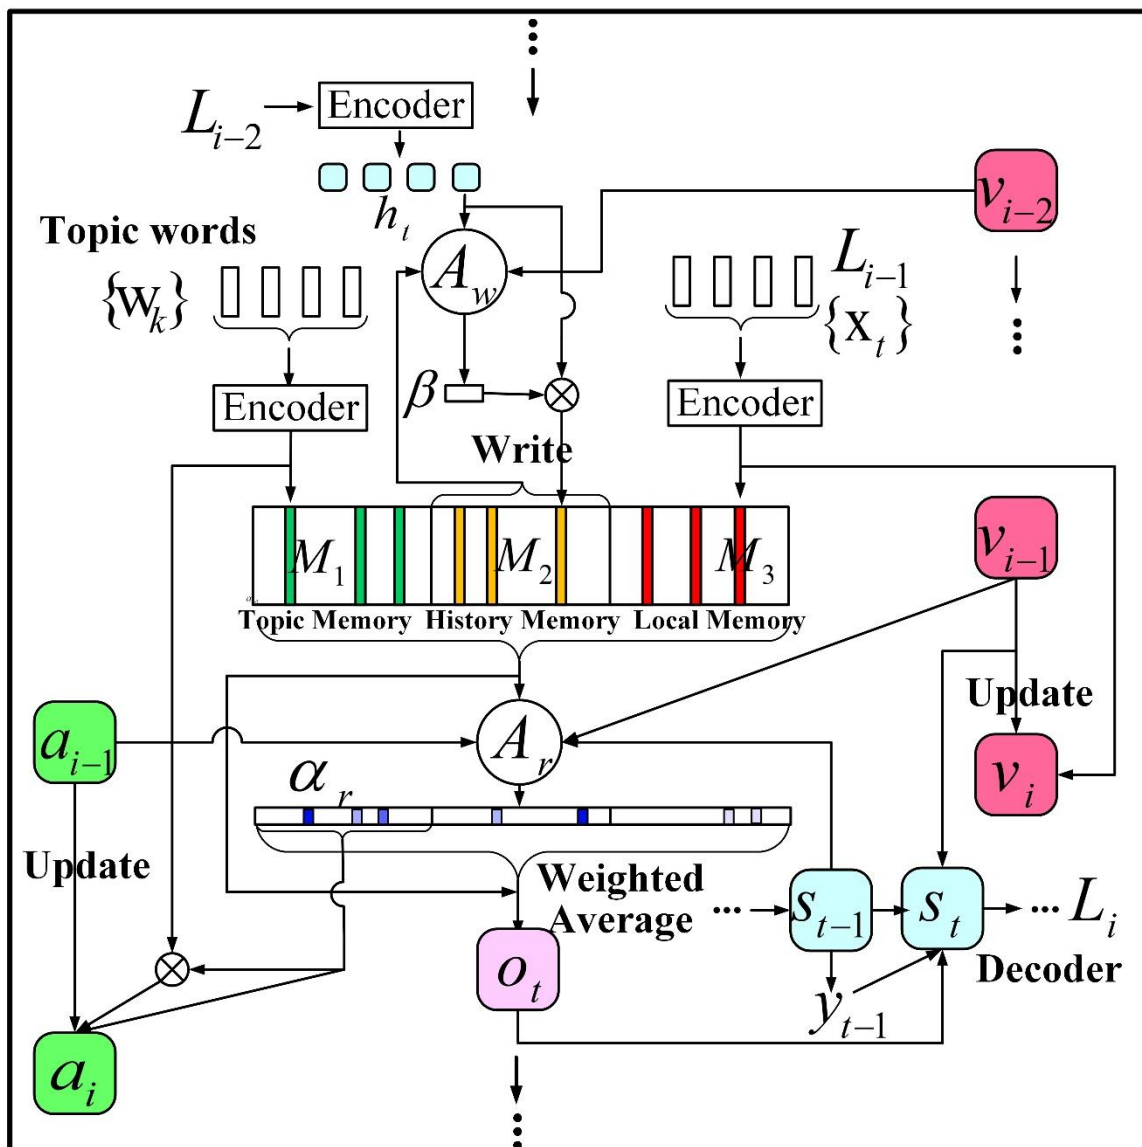 L_{i-2}
Encoder
h_t
v_{i-2}
Topic words
{w_k}
A_w
L_{i-1}
{x_t}
β
Encoder
Encoder
Write
M_1
M_2
M_3
v_{i-1}
Topic Memory
History Memory
Local Memory
Update
a_{i-1}
A_r
v_i
α_r
Update
Weighted
Average
... s_{t-1} s_t ... L_i
o_t
Decoder
y_{t-1}
a_i